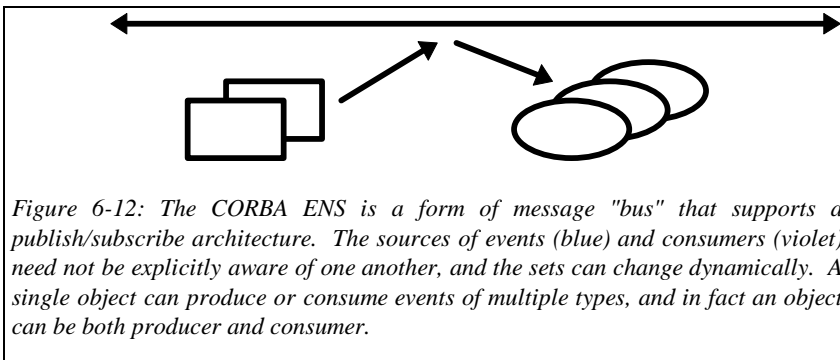 Figure 6-12: The CORBA ENS is a form of message "bus" that supports a
publish/subscribe architecture. The sources of events (blue) and consumers (violet)
need not be explicitly aware of one another, and the sets can change dynamically. A
single object can produce or consume events of multiple types, and in fact an object
can be both producer and consumer.